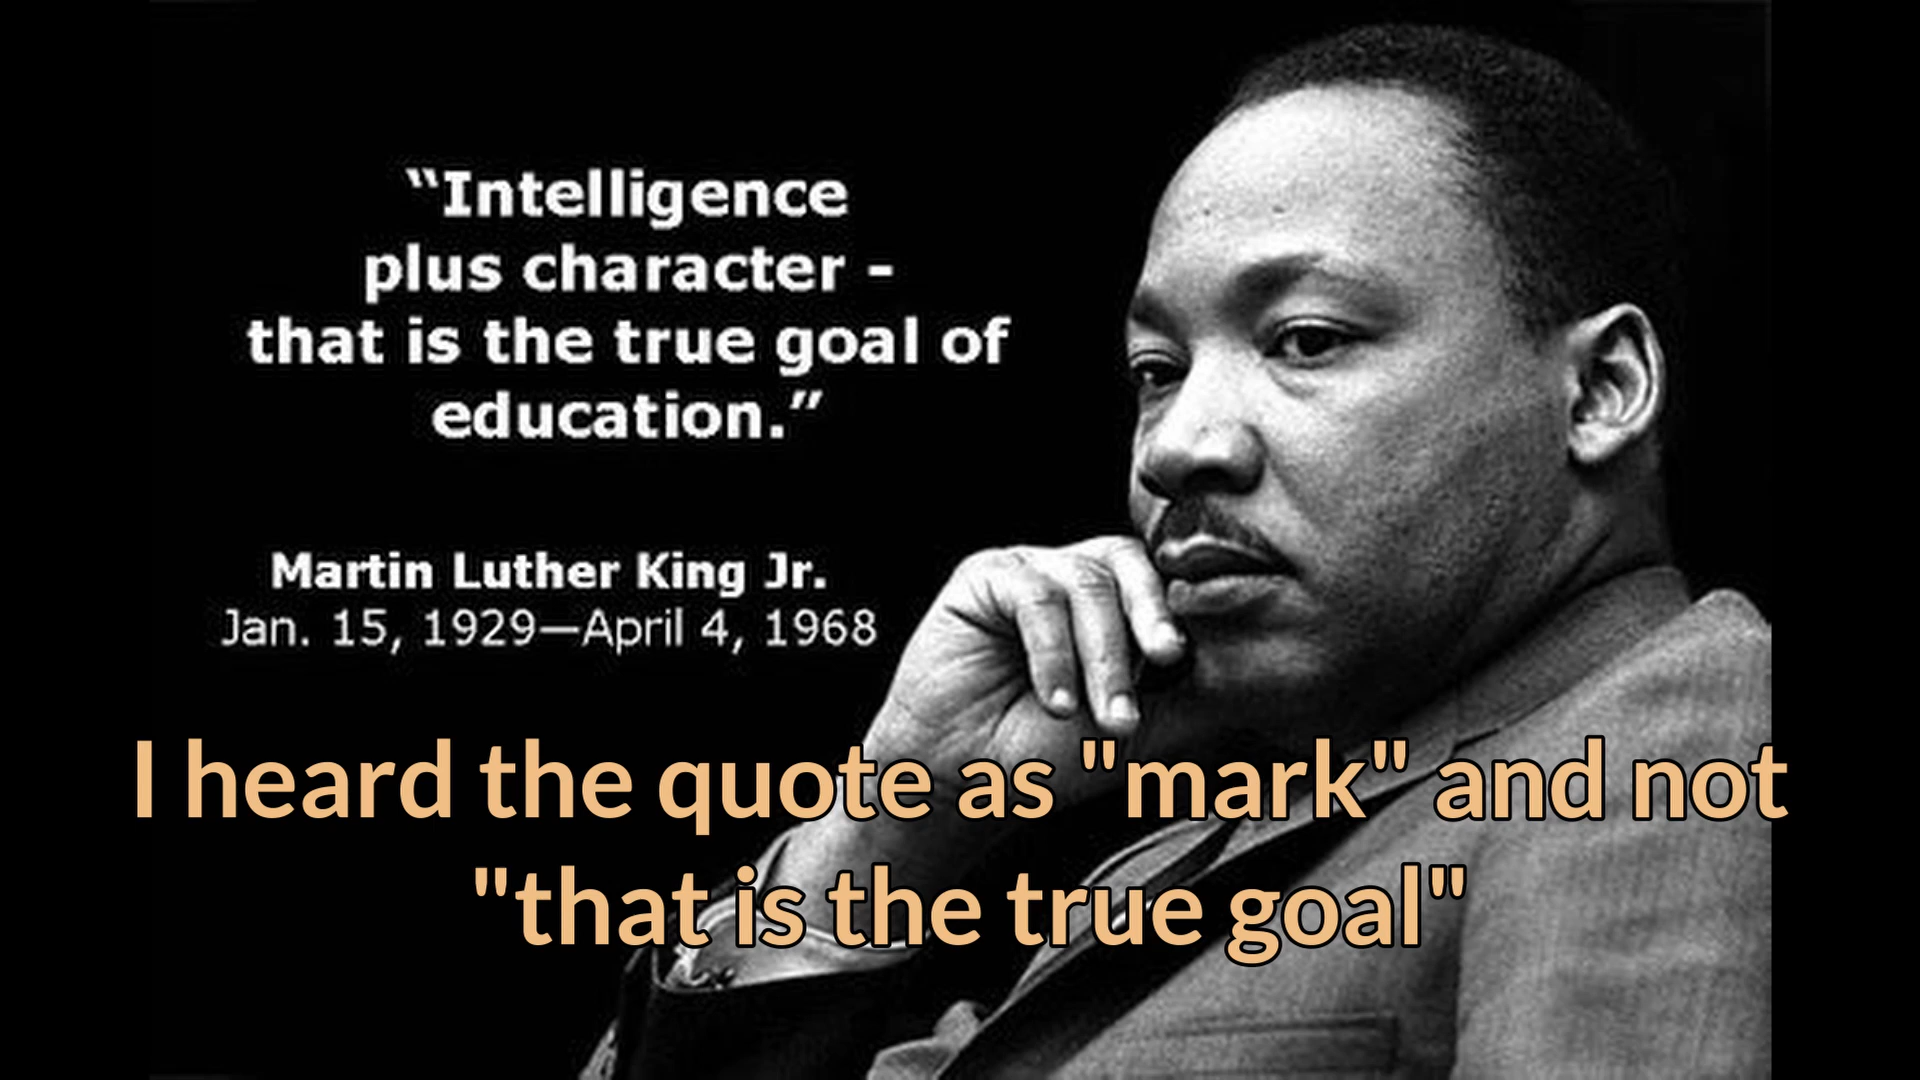 “Intelligence
plus character -
that is the true goal of
education.”
Martin Luther King Jr.
Jan. 15, 1929—April 4, 1968
I heard the quote as "mark" and not
"that is the true goal"